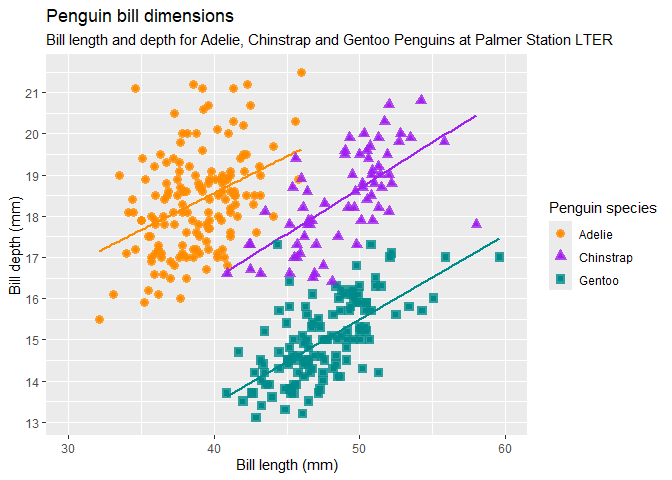 Penguin bill dimensions
Bill length and depth for Adelie, Chinstrap and Gentoo Penguins at Palmer Station LTER
21
20
19
18
17
16
15
14
13
Bill depth (mm)
30
40
50
60
Bill length (mm)
Penguin species
Adelie
Chinstrap
Gentoo